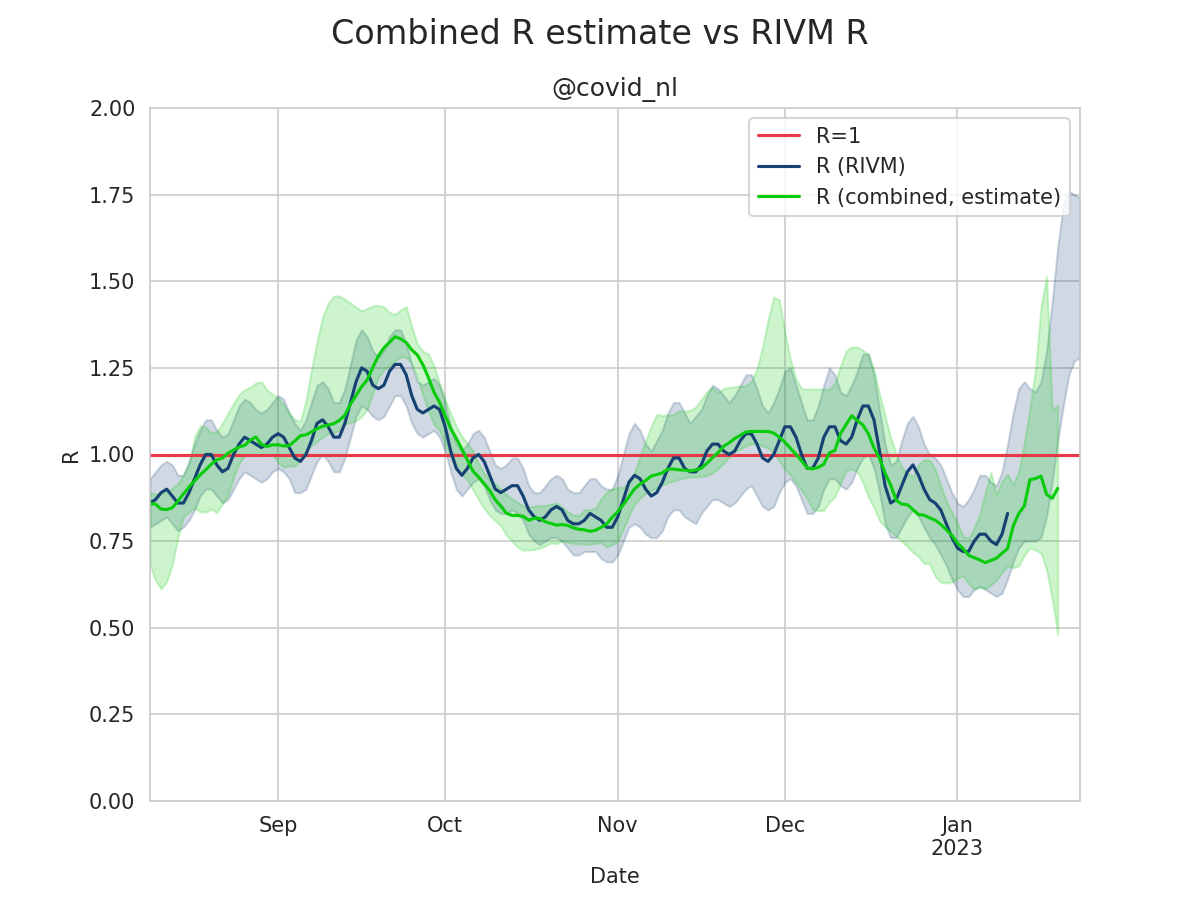 Combined R estimate vs RIVM R
@covid_nl
R=1
R (RIVM)
R (combined, estimate)
2.00
1.75
1.50
1.25
1.00
0.75
0.50
0.25
0.00
R
Sep
Oct
Nov
Dec
Jan
2023
Date